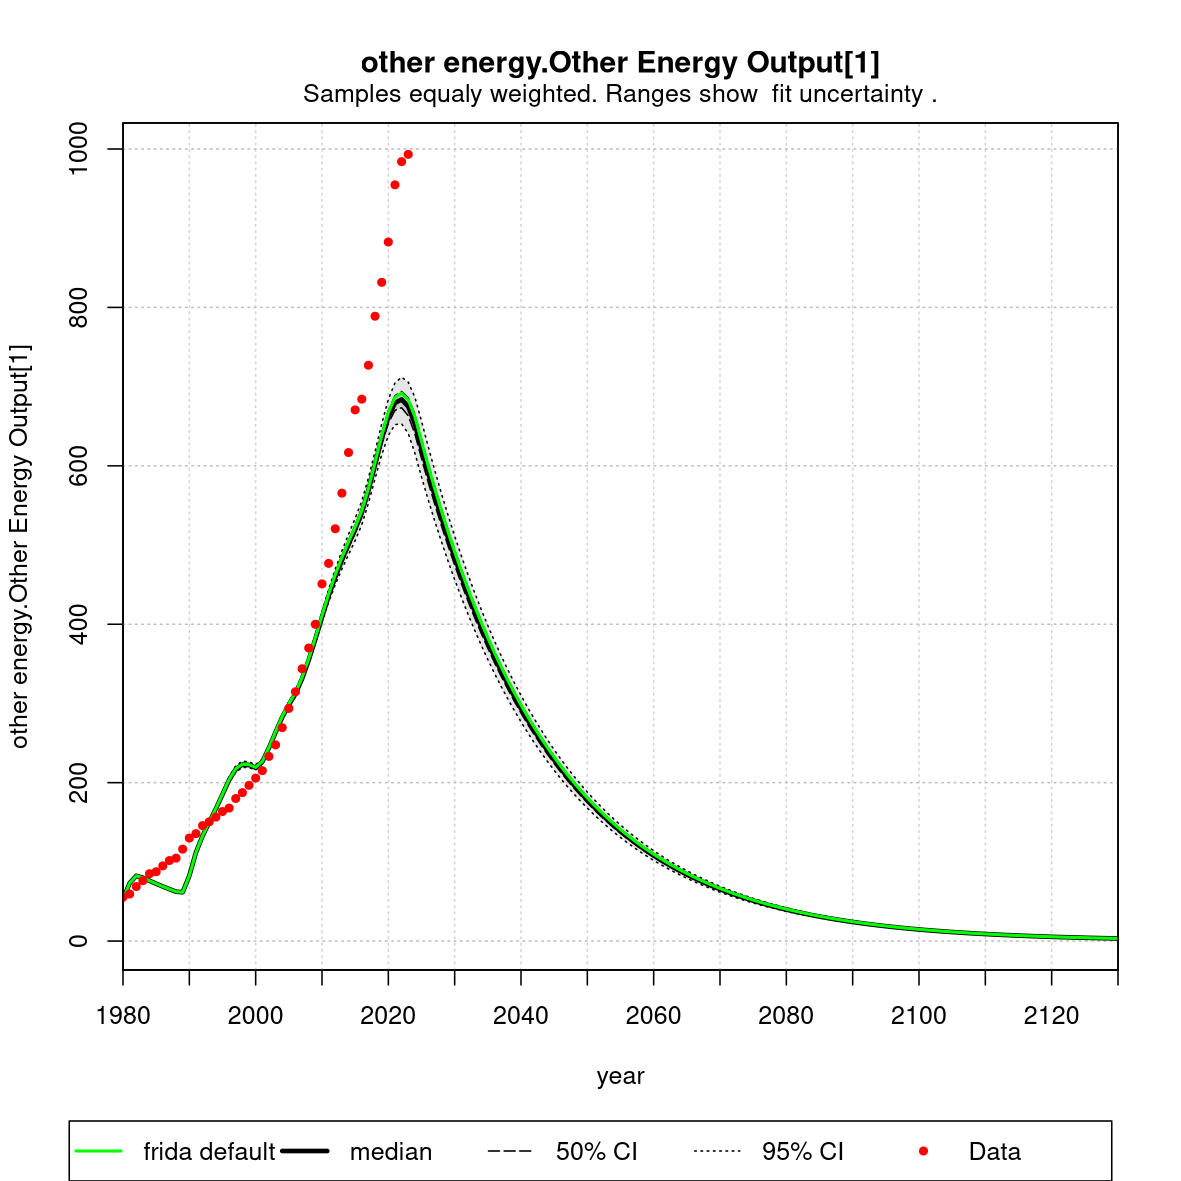 other energy.Other Energy Output[1]
Samples equaly weighted. Ranges show  fit uncertainty .
other energy.Other Energy Output[1]
1000
800
600
400
200
0
1980 2000 2020 2040 2060 2080 2100 2120
year
frida default median 50% CI 95% CI Data